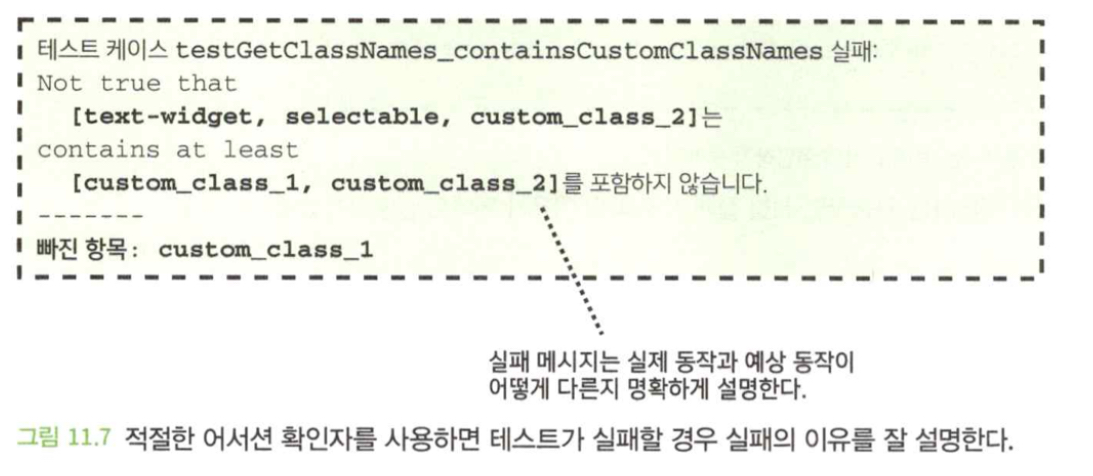 테스트 케이스 testGetClassNames_containsCustomClassNames 실패:
Not true that
[text-widget, selectable, custom_class_2]는
contains at least
[custom_class_1, custom_class_2]를 포함하지 않습니다.
-------
빠진 항목: custom_class_1
실패 메시지는 실제 동작과 예상 동작이
어떻게 다른지 명확하게 설명한다.
그림 11.7 적절한 어서션 확인자를 사용하면 테스트가 실패할 경우 실패의 이유를 잘 설명한다.